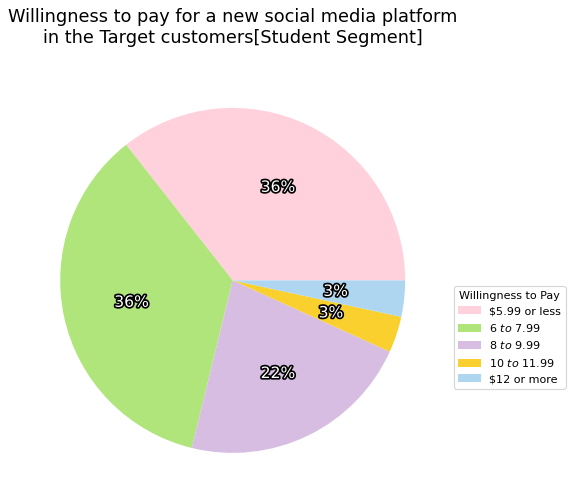 Willingness to pay for a new social media platform
in the Target customers[Student Segment]
36%
36%
3%
3%
22%
Willingness to Pay
$5.99 or less
6 to 7.99
8 to 9.99
10 to 11.99
$12 or more